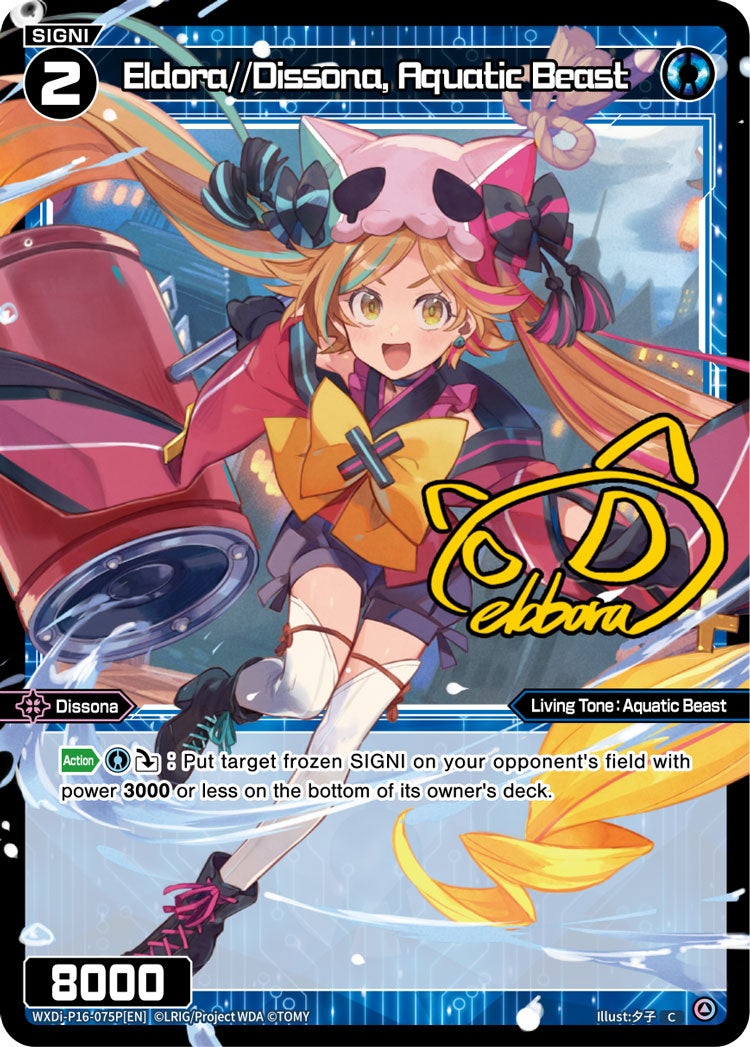 SIGNI
2
Eldora//Dissona, Aquatic Beast
eldora
Dissona
Living Tone : Aquatic Beast
Action : Put target frozen SIGNI on your opponent's field with
power 3000 or less on the bottom of its owner's deck.
8000
WXDi-P16-075P[EN] ©LRIG/Project WDA ©TOMY
Illust:夕子 C